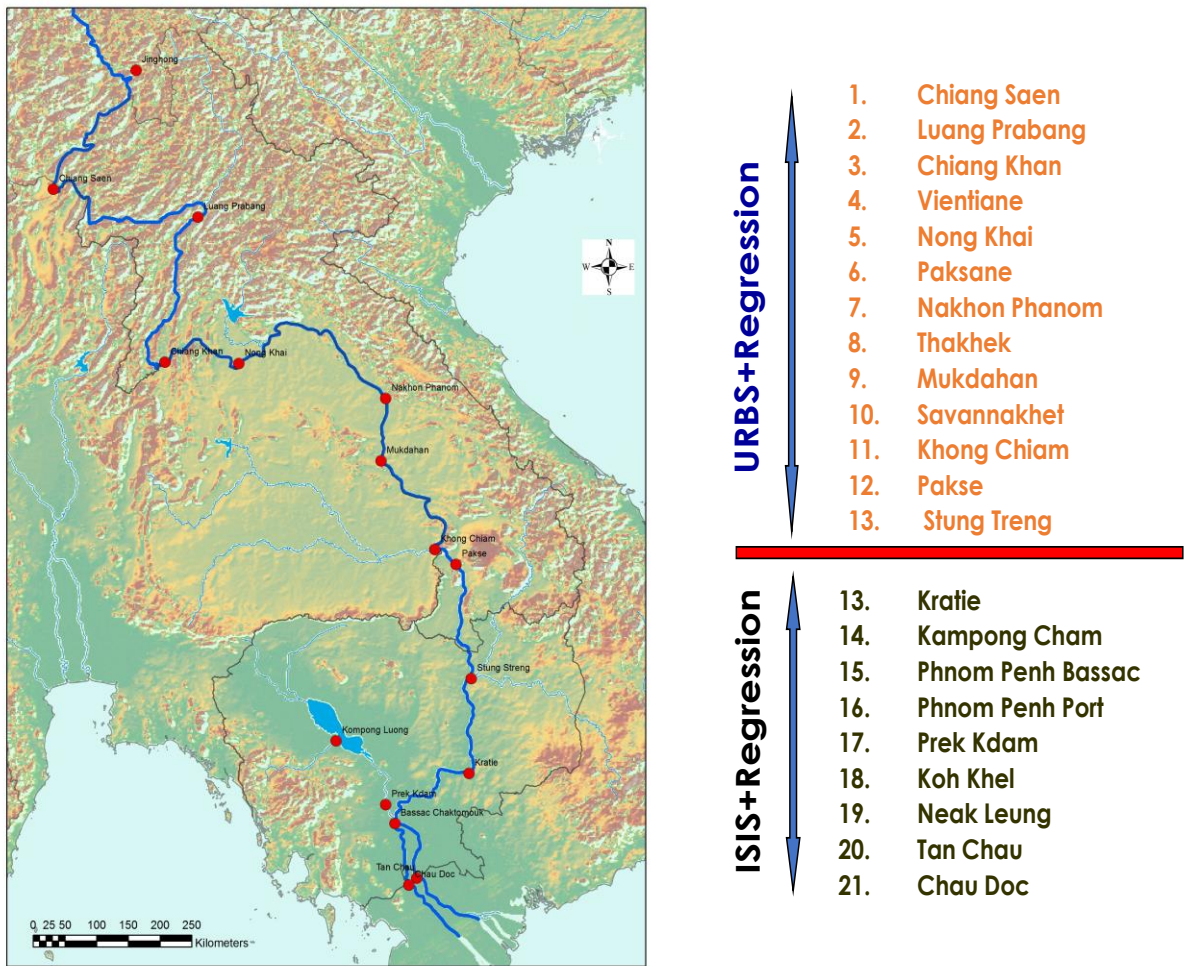 Jinghong
Chiang Saen
Luang Prabang
N
W E
S
Chiang Khan
Nong Khai
Nakhon Phanom
Mukdahan
Khong Chiam
Pakse
Stung Streng
Kompong Luong
Kratie
Prek Kdam
Bassac Chaktomouk
Tan Chau
Chau Doc
0 25 50 100 150 200 250
Kilometers
URBS+Regression
1. Chiang Saen
2. Luang Prabang
3. Chiang Khan
4. Vientiane
5. Nong Khai
6. Paksane
7. Nakhon Phanom
8. Thakhek
9. Mukdahan
10. Savannakhet
11. Khong Chiam
12. Pakse
13. Stung Treng
ISIS+Regression
13. Kratie
14. Kampong Cham
15. Phnom Penh Bassac
16. Phnom Penh Port
17. Prek Kdam
18. Koh Khel
19. Neak Leung
20. Tan Chau
21. Chau Doc